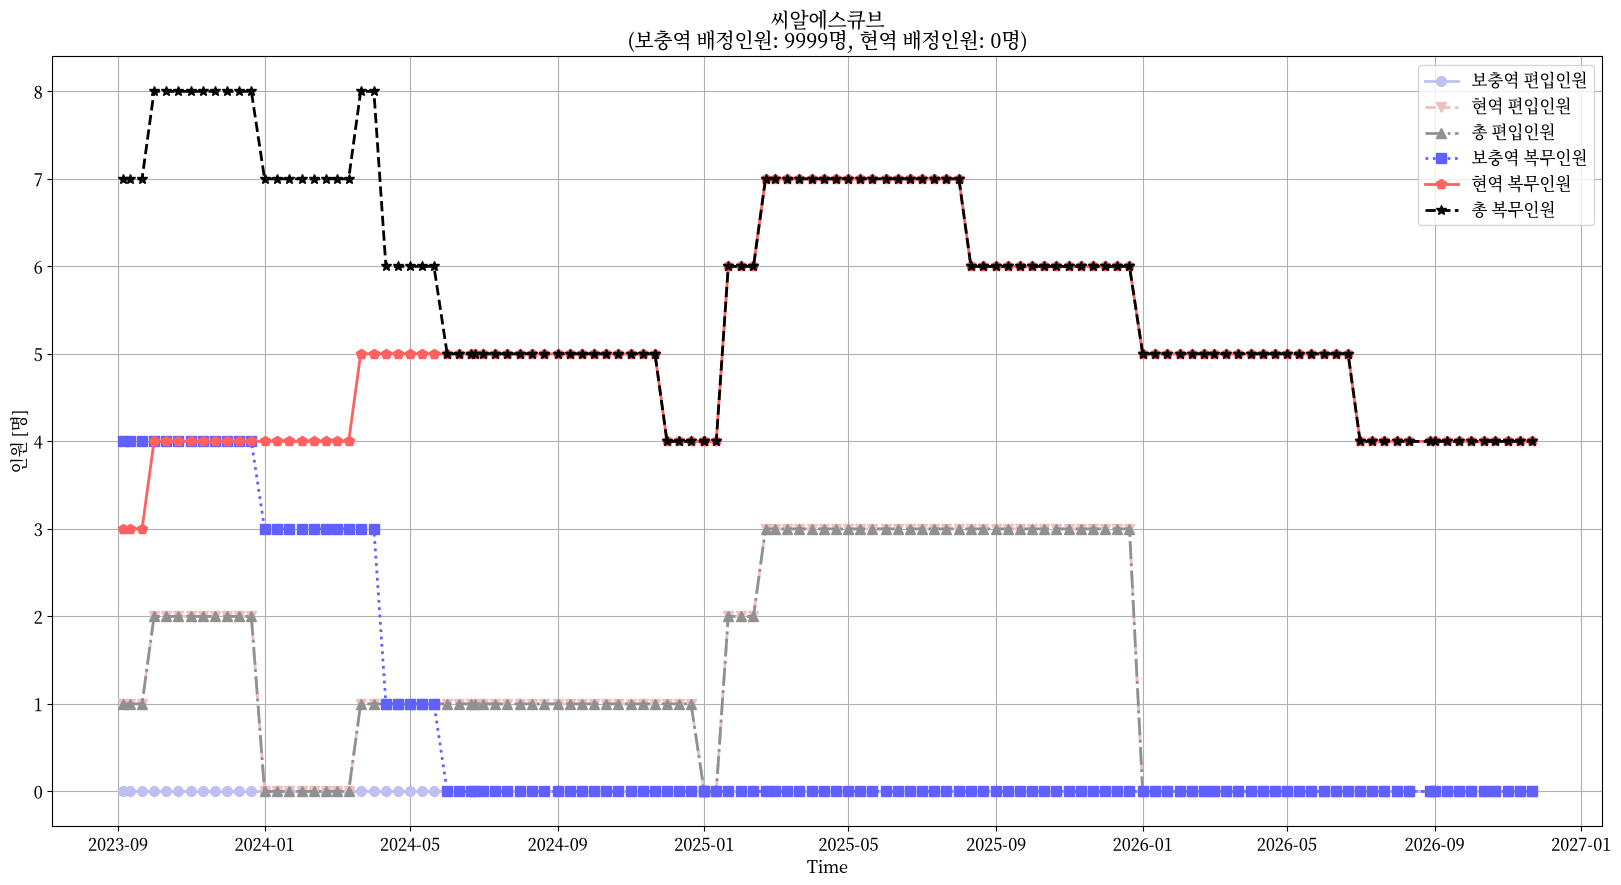 씨알에스큐브
(보충역 배정인원: 9999명, 현역 배정인원: 0명)
보충역 편입인원
현역 편입인원
총 편입인원
보충역 복무인원
현역 복무인원
총 복무인원
인원 [명]
8
7
6
5
4
3
2
1
0
2023-09 2024-01 2024-05 2024-09 2025-01 2025-05 2025-09 2026-01 2026-05 2026-09 2027-01
Time